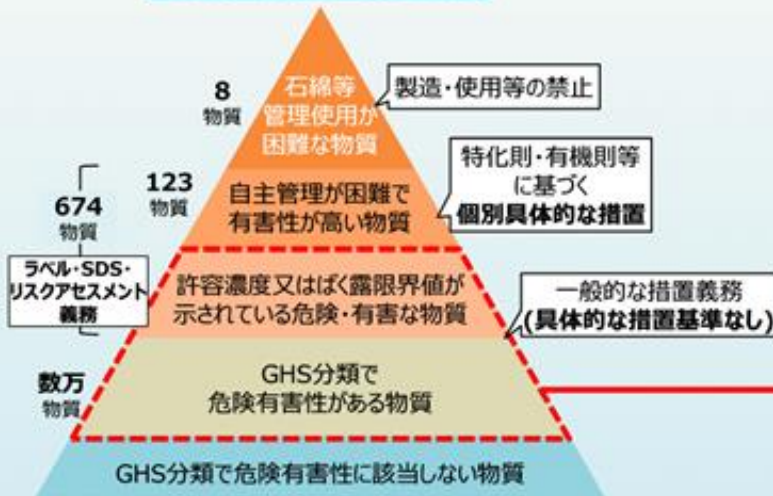 8
物質
石綿等
管理使用が
困難な物質
製造・使用等の禁止
123
物質
自主管理が困難で
有害性が高い物質
特化則・有機則等
に基づく
個別具体的な措置
674
物質
ラベル・SDS・
リスクアセスメント
義務
許容濃度又はばく露限界値が
示されている危険・有害な物質
一般的な措置義務
(具体的な措置基準なし)
数万
物質
GHS分類で
危険有害性がある物質
GHS分類で危険有害性に該当しない物質